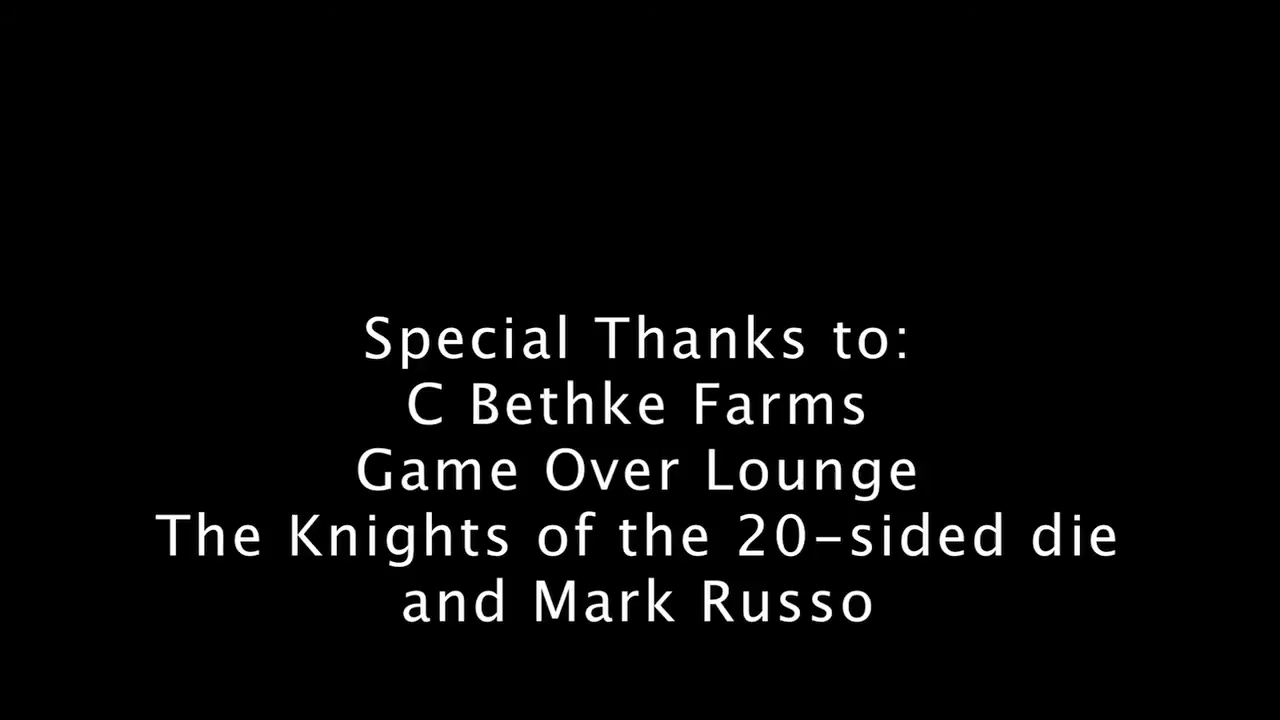 Special Thanks to:
C Bethke Farms
Game Over Lounge
The Knights of the 20-sided die
and Mark Russo